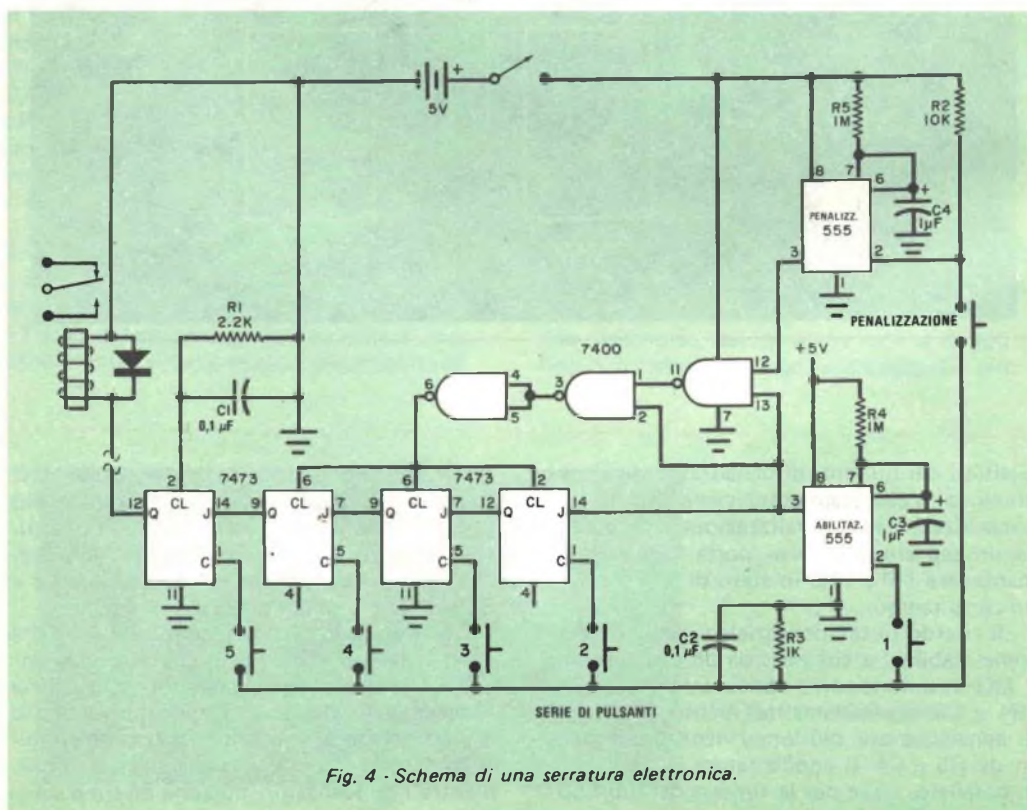 +
5V
R5
1M
R2
10K
8
7
6
+
C4
1µF
PENALIZZ.
555
3
2
1
PENALIZZAZIONE
R1
2.2K
C1
0,1 µF
7400
6
4
5
3
1
2
11
12
13
7
+5V
R4
1M
8
7
6
+
C3
1µF
ABILITAZ.
555
3
2
1
7473
7473
12
Q
2
CL
J
14
C
1
11
9
Q
6
CL
J
7
C
5
4
12
Q
6
CL
J
7
C
5
11
9
Q
2
CL
J
14
C
1
4
C2
0,1 µF
R3
1K
5
4
3
2
1
SERIE DI PULSANTI
Fig. 4 - Schema di una serratura elettronica.